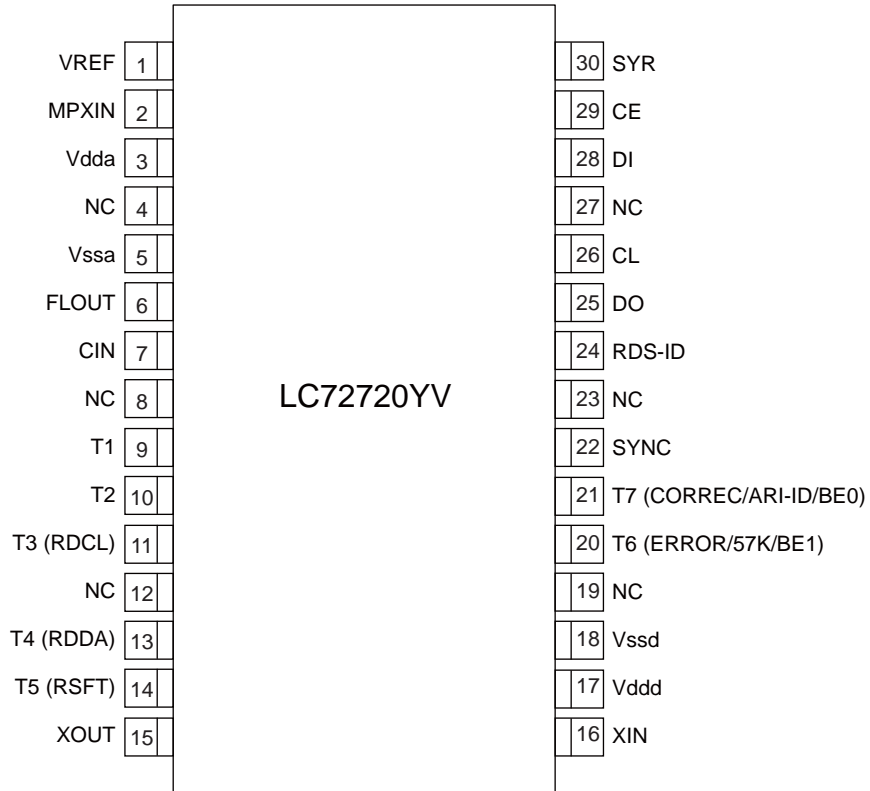 VREF 1
MPXIN 2
Vdda 3
NC 4
Vssa 5
FLOUT 6
CIN 7
NC 8
T1 9
T2 10
T3 (RDCL) 11
NC 12
T4 (RDDA) 13
T5 (RSFT) 14
XOUT 15
LC72720YV
30 SYR
29 CE
28 DI
27 NC
26 CL
25 DO
24 RDS-ID
23 NC
22 SYNC
21 T7 (CORREC/ARI-ID/BE0)
20 T6 (ERROR/57K/BE1)
19 NC
18 Vssd
17 Vddd
16 XIN